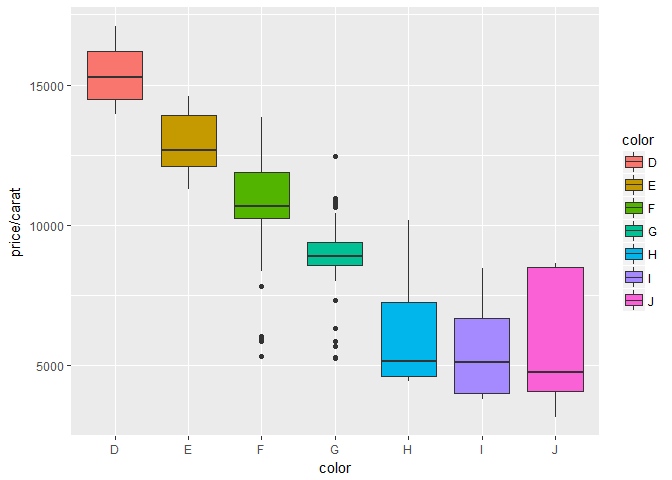 price/carat
15000
10000
5000
D E F G H I J
color
color
D
E
F
G
H
I
J